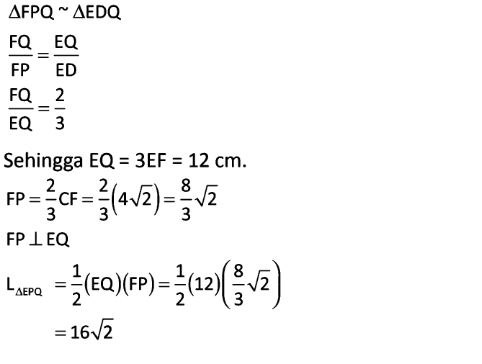 ΔFPQ ~ ΔEDQ
FQ/FP = EQ/ED
FQ/EQ = 2/3
Sehingga EQ = 3EF = 12 cm.
FP = 2/3 CF = 2/3 (4√2) = 8/3 √2
FP ⊥ EQ
L_ΔEPQ = 1/2 (EQ)(FP) = 1/2 (12)(8/3 √2)
= 16√2